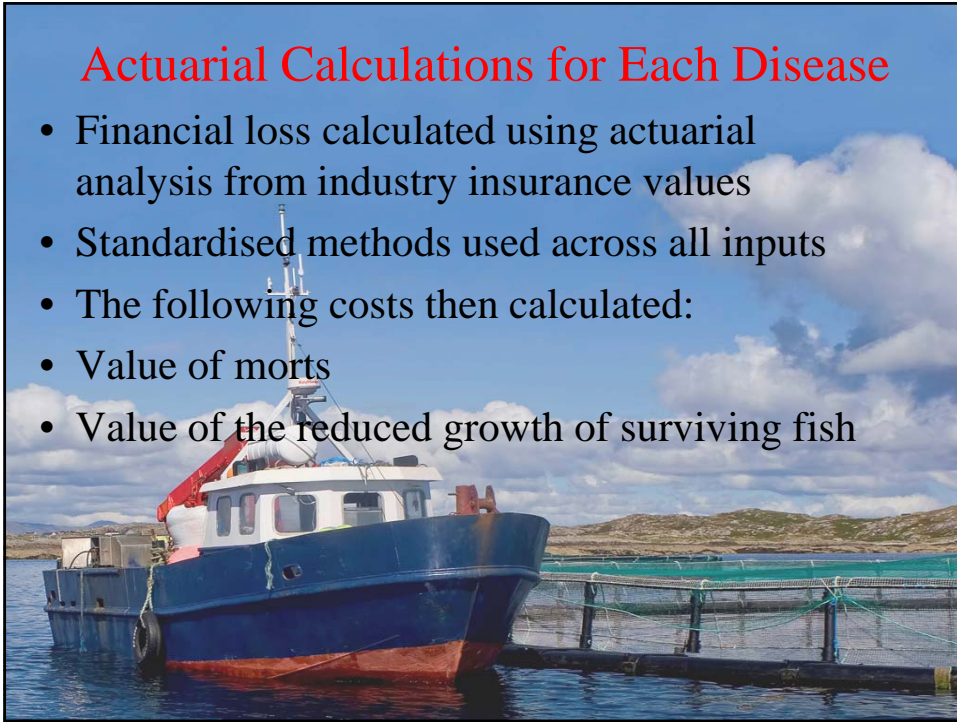 Actuarial Calculations for Each Disease
• Financial loss calculated using actuarial
analysis from industry insurance values
• Standardised methods used across all inputs
• The following costs then calculated:
• Value of morts
• Value of the reduced growth of surviving fish